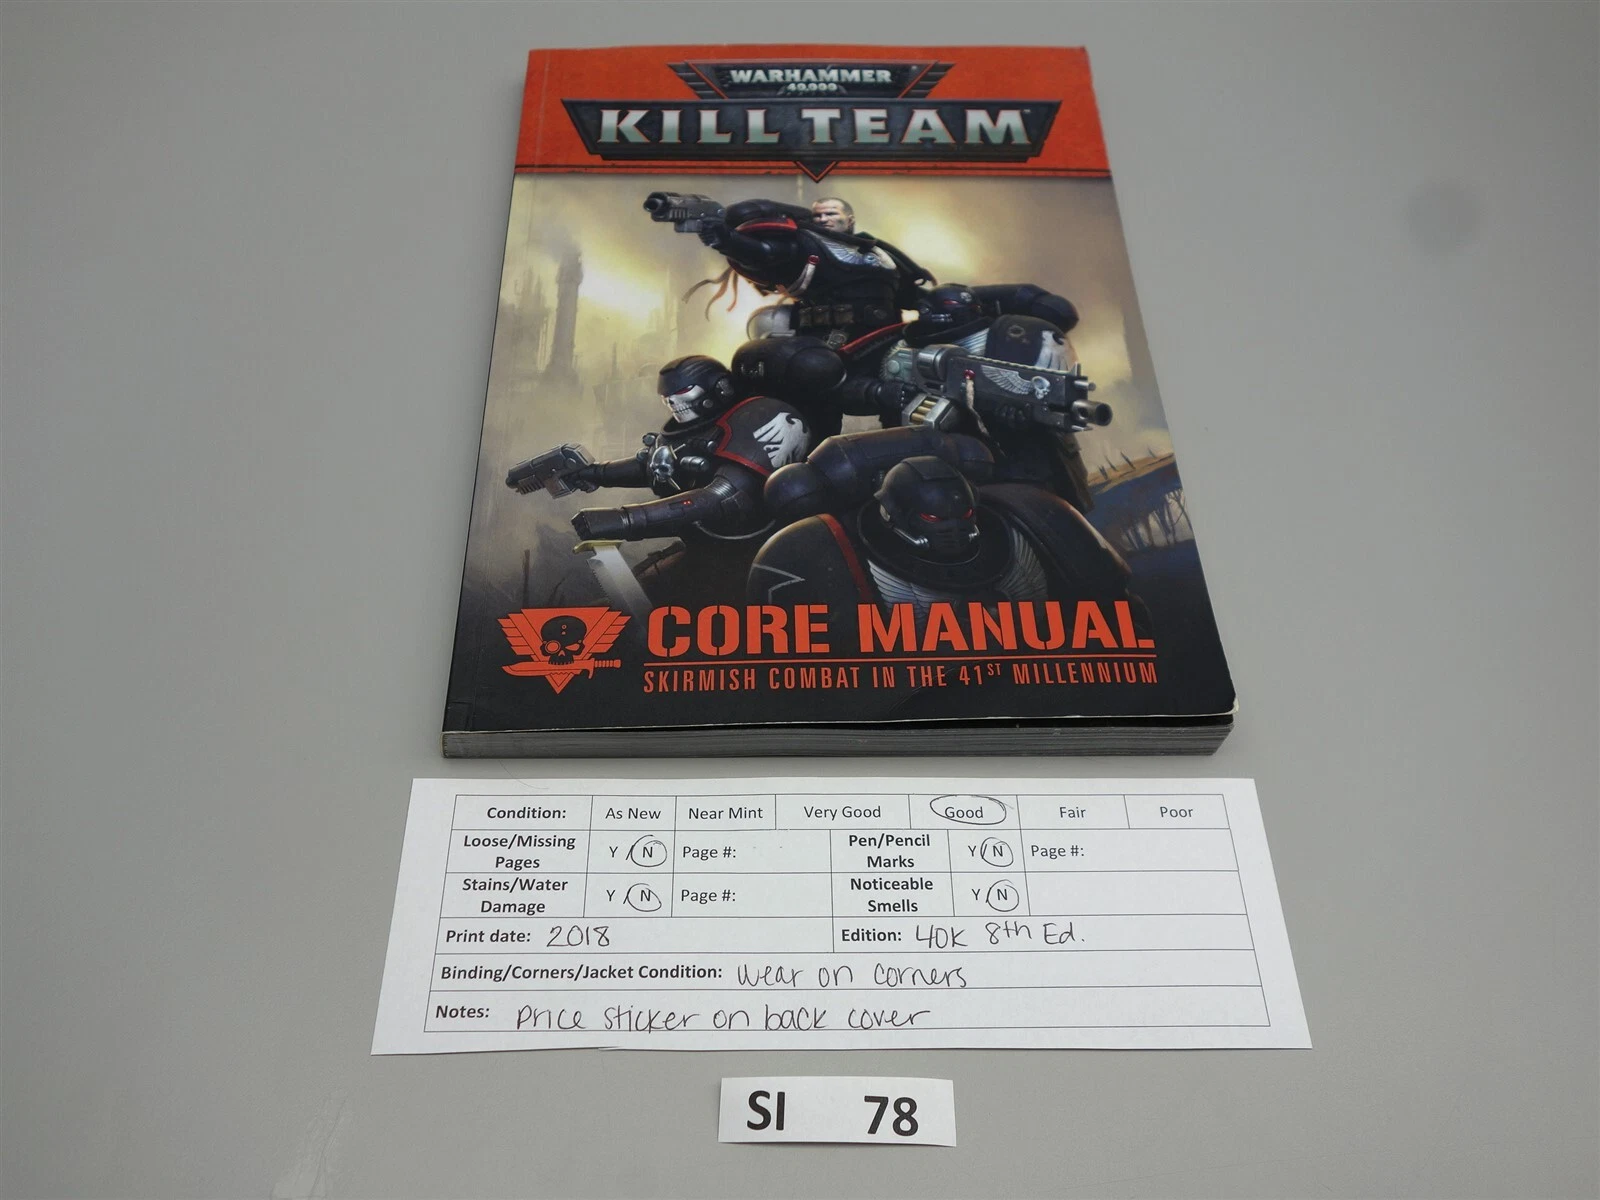 WARHAMMER
40,000
KILL TEAM™
CORE MANUAL
SKIRMISH COMBAT IN THE 41ST MILLENNIUM
Condition: As New Near Mint Very Good Good Fair Poor
Loose/Missing Pages Y / N Page #: Pen/Pencil Marks Y / N Page #:
Stains/Water Damage Y / N Page #: Noticeable Smells Y / N
Print date: 2018 Edition: 40K 8th Ed.
Binding/Corners/Jacket Condition: wear on corners
Notes: price sticker on back cover
SI 78